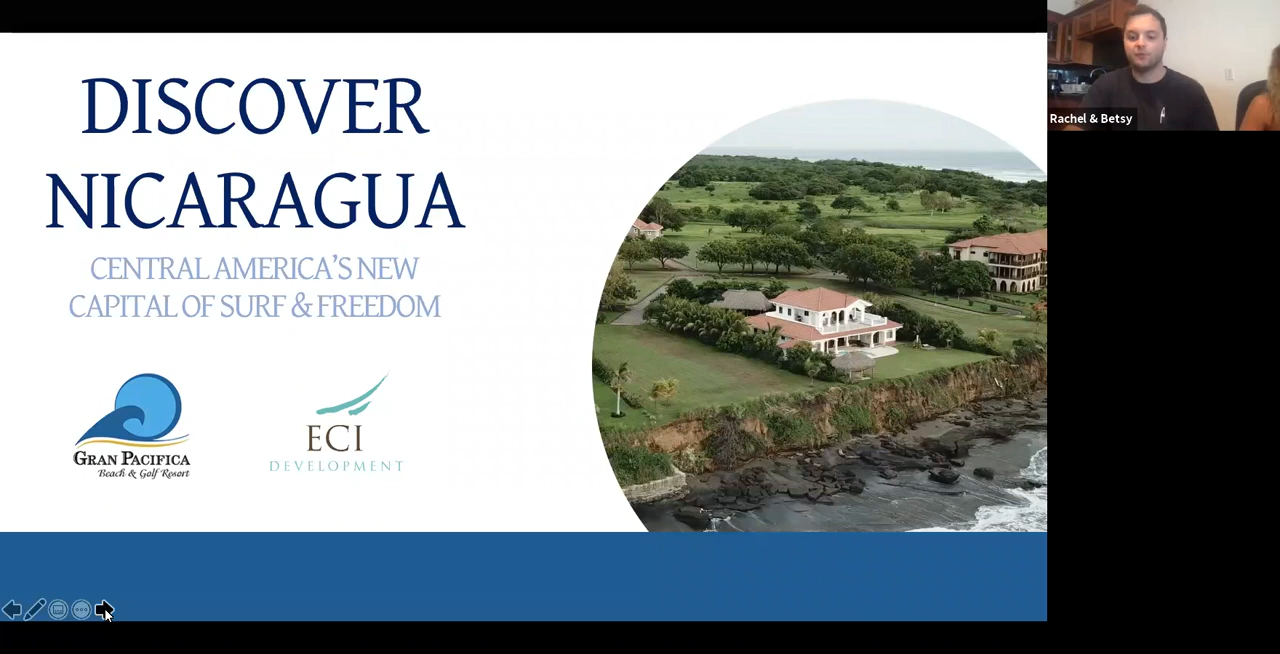 DISCOVER
NICARAGUA
CENTRAL AMERICA'S NEW
CAPITAL OF SURF & FREEDOM
GRAN PACIFICA
Beach & Golf Resort
ECI
DEVELOPMENT
Rachel & Betsy